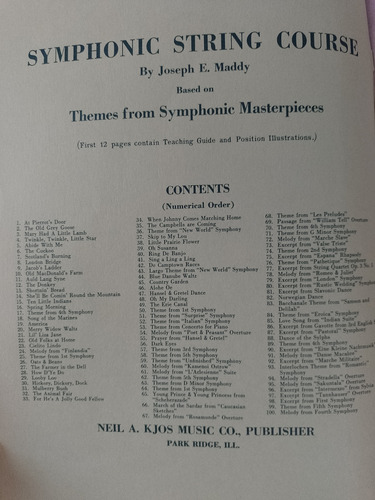 SYMPHONIC STRING COURSE
By Joseph E. Maddy
Based on
Themes from Symphonic Masterpieces
(First 12 pages contain Teaching Guide and Position Illustrations.)
CONTENTS
(Numerical Order)
1. At Pierrot's Door
2. The Old Grey Goose
3. Mary Had A Little Lamb
4. Twinkle, Twinkle, Little Star
5. Abide With Me
6. The Cuckoo
7. Scotland's Burning
8. London Bridge
9. Jacob's Ladder
10. Old MacDonald's Farm
11. Auld Lang Syne
12. The Donkey
13. Shortnin' Bread
14. She'll Be Comin' Round the Mountain
15. Ten Little Indians
16. Spring Morning
17. Theme from 6th Symphony
18. Song of the Mariner
19. America
20. Merry Widow Waltz
21. Lil' Liza Jane
22. Old Folks at Home
23. Cielito Lindo
24. Melody from "Finlandia"
25. Theme from 1st Symphony
26. Oats & Beans
27. The Farmer in the Dell
28. How D'Ye Do
29. Looby Lou
30. Hickory, Dickory, Dock
31. Mulberry Bush
32. The Animal Fair
33. For He's A Jolly Good Fellow
34. When Johnny Comes Marching Home
35. The Campbells are Coming
36. Theme from "New World" Symphony
37. Skip to My Lou
38. Little Prairie Flower
39. Oh Susanna
40. Ring De Banjo
41. Sing a Ling a Ling
42. De Camptown Races
43. Largo Theme from "New World" Symphony
44. Blue Danube Waltz
45. Country Garden
46. Aloha Oe
47. Hansel & Gretel Dance
48. Oh My Darling
49. The Erie Canal
50. Theme from 1st Symphony
51. Theme from "Surprise" Symphony
52. Theme from "Italian" Symphony
53. Theme from Concerto for Piano
54. Melody from "Poet & Peasant" Overture
55. Prayer from "Hansel & Gretel"
56. Dark Eyes
57. Theme from 3rd Symphony
58. Theme from 5th Symphony
59. Theme from "Unfinished" Symphony
60. Melody from "Kamenoi Ostrow"
61. Melody from "L'Arlesienne" Suite
62. Theme from 5th Symphony
63. Theme from D Minor Symphony
64. Theme from 1st Symphony
65. Young Prince & Young Princess from
"Scheherazade"
66. March of the Sardar from "Caucasian
Sketches"
67. Melody from "Rosamunde" Overture
68. Theme from "Les Preludes"
69. Passage from "William Tell" Overture
70. Theme from 4th Symphony
71. Theme from G Minor Symphony
72. Melody from "Marche Slave"
73. Excerpt from "Valse Triste"
74. Theme from 2nd Symphony
75. Excerpt from "Espana" Rhapsody
76. Theme from "Pathetique" Symphony
77. Excerpt from String Quartet Op. 3 No. 5
78. Melody from "Romeo & Juliet"
79. Excerpt from "London" Symphony
80. Excerpt from "Rustic Wedding" Symphony
81. Excerpt from Slavonic Dance
82. Norwegian Dance
83. Bacchanale Theme from "Samson and
Delilah"
84. Theme from "Eroica" Symphony
85. Love Song from "Indian Suite"
86. Excerpt from Gavotte from 3rd English
87. Excerpt from "Farewell" Symphony
88. Dance of the Sylphs
89. Theme from 8th Symphony
90. Theme from "Eine Kleine Nachtmusik"
91. Melody from "Danse Macabre"
92. Excerpt from "Marche Militaire"
93. Interlochen Theme from "Romantic"
Symphony
94. Melody from "Stradella" Overture
95. Melody from "Sakuntala" Overture
96. Excerpt from "Intermezzo" from
97. Excerpt from "Tannhauser" Overture
98. Excerpt from First Symphony
99. Theme from Fifth Symphony
100. Melody from Fourth Symphony
NEIL A. KJOS MUSIC CO., PUBLISHER
PARK RIDGE, ILL.